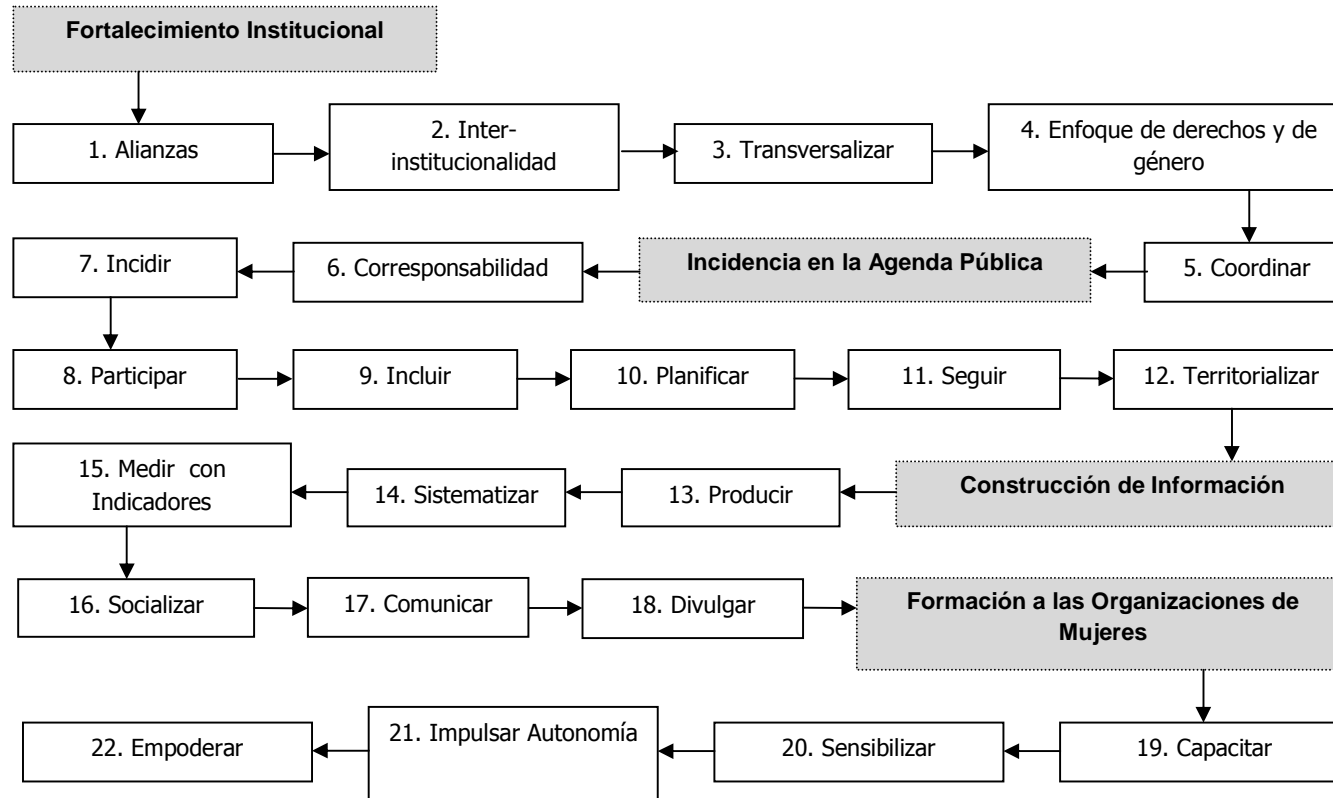 Fortalecimiento Institucional
1. Alianzas
2. Inter-
institucionalidad
3. Transversalizar
4. Enfoque de derechos y de
género
5. Coordinar
Incidencia en la Agenda Pública
6. Corresponsabilidad
7. Incidir
8. Participar
9. Incluir
10. Planificar
11. Seguir
12. Territorializar
Construcción de Información
13. Producir
14. Sistematizar
15. Medir con
Indicadores
16. Socializar
17. Comunicar
18. Divulgar
Formación a las Organizaciones de
Mujeres
19. Capacitar
20. Sensibilizar
21. Impulsar Autonomía
22. Empoderar